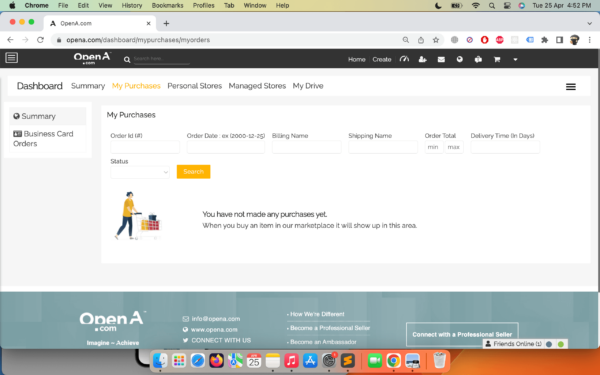 Chrome File Edit View History Bookmarks Profiles Tab Window Help Tue 25 Apr 4:52 PM
OpenA.com
opena.com/dashboard/mypurchases/myorders
OpenA .com Search here Home Create
Dashboard Summary My Purchases Personal Stores Managed Stores My Drive
Summary
Business Card Orders
My Purchases
Order Id (#) Order Date : ex (2000-12-25) Billing Name Shipping Name Order Total Delivery Time (In Days)
min max
Status
Search
You have not made any purchases yet.
When you buy an item in our marketplace it will show up in this area.
OpenA™ .com
Imagine ~ Achieve
info@opena.com
www.opena.com
CONNECT WITH US
• How We're Different
• Become a Professional Seller
• Become an Ambassador
Connect with a Professional Seller
Friends Online (1)
APR
25